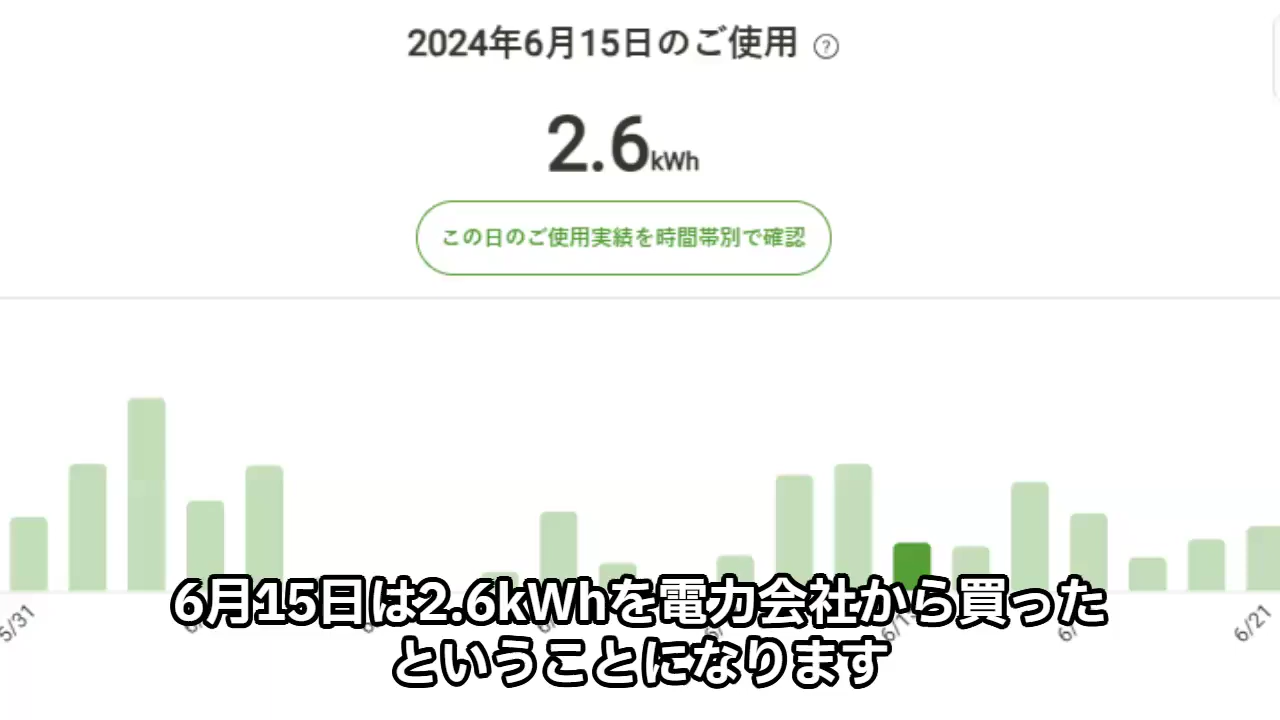 2024年6月15日のご使用 ?
2.6kWh
この日のご使用実績を時間帯別で確認
5/31
6/21
6月15日は2.6kWhを電力会社から買った
ということになります